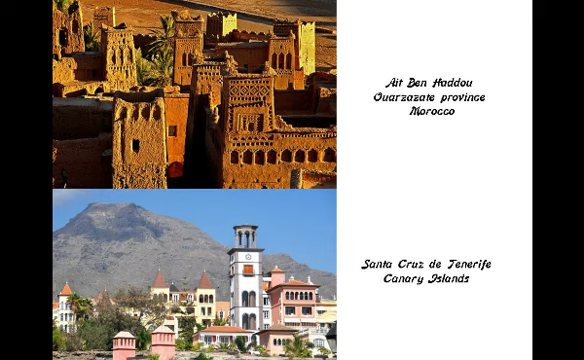 Ait Ben Haddou
Ouarzazate province
Morocco
Santa Cruz de Tenerife
Canary Islands